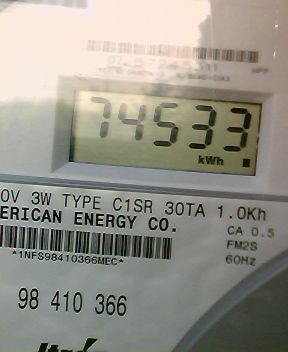 74533
kWh
0V 3W TYPE C1SR 30TA 1.0Kh
ERICAN ENERGY CO.
CA 0.5
FM2S
*1NFS98410366MEC*
60Hz
98 410 366